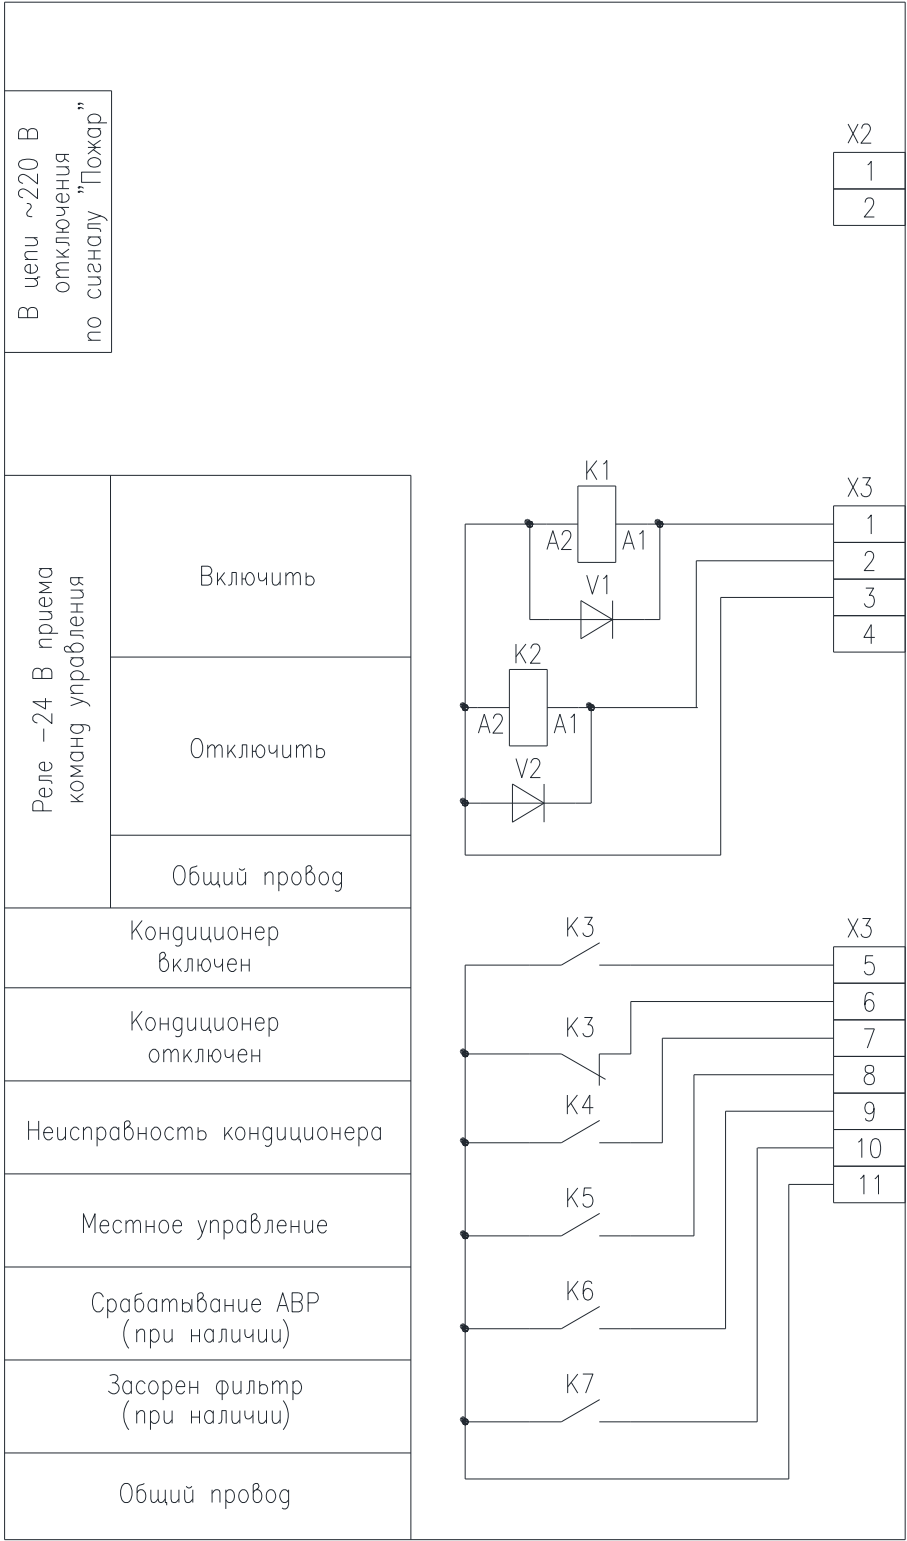 В цепи ~220 В
отключения
по сигналу "Пожар"
X2
1
2
Реле -24 В приема
команд управления
Включить
Отключить
Общий провод
K1
A2
A1
V1
K2
A2
A1
V2
X3
1
2
3
4
Кондиционер
включен
Кондиционер
отключен
Неисправность кондиционера
Местное управление
Срабатывание АВР
(при наличии)
Засорен фильтр
(при наличии)
Общий провод
K3
K3
K4
K5
K6
K7
X3
5
6
7
8
9
10
11